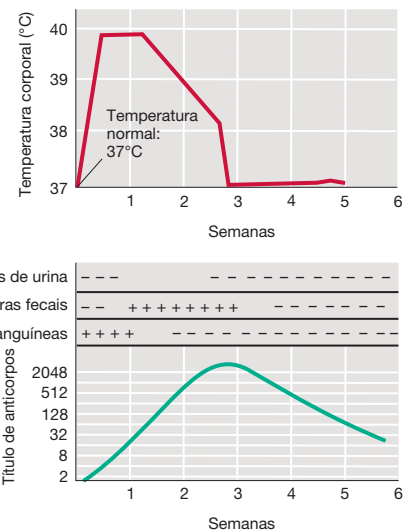 Temperatura corporal (°C)
40
39
38
37
Temperatura
normal:
37°C
1 2 3 4 5 6
Semanas
s de urina – – – – – – – – – – – –
ras fecais – – + + + + + + + + – – – – – –
anguíneas + + + + – – – – – – – – – – – –
Título de anticorpos
2048
512
128
32
8
2
1 2 3 4 5 6
Semanas